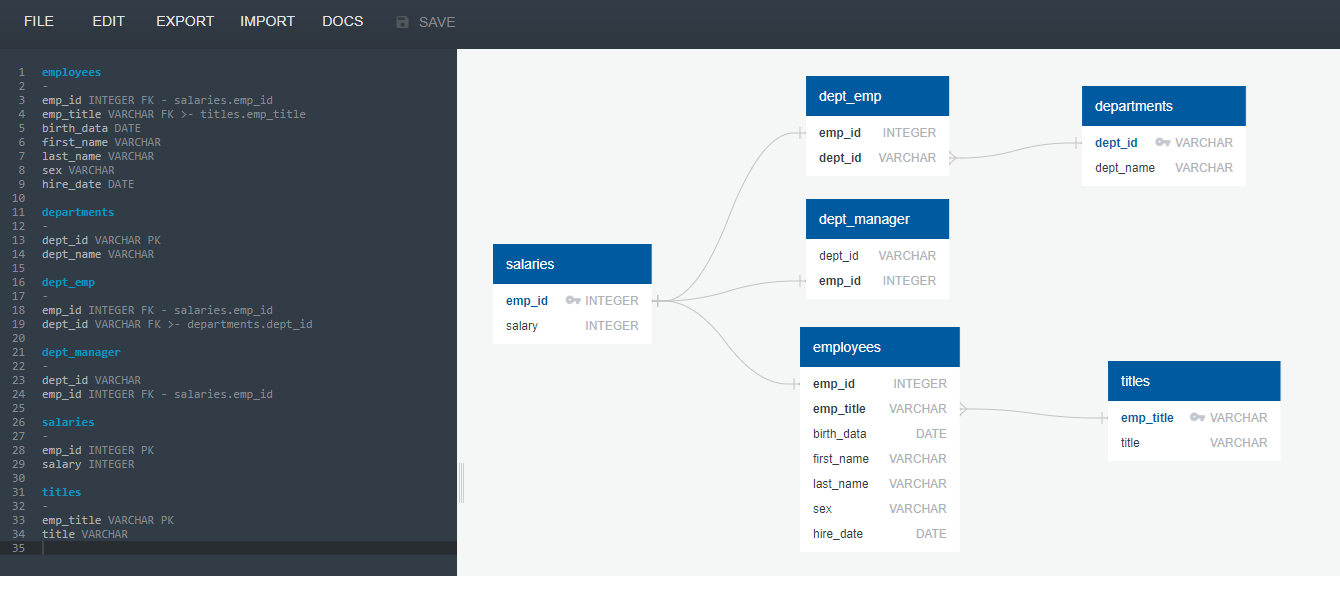 FILE EDIT EXPORT IMPORT DOCS SAVE
1 employees
2 -
3 emp_id INTEGER FK - salaries.emp_id
4 emp_title VARCHAR FK >- titles.emp_title
5 birth_data DATE
6 first_name VARCHAR
7 last_name VARCHAR
8 sex VARCHAR
9 hire_date DATE
10
11 departments
12 -
13 dept_id VARCHAR PK
14 dept_name VARCHAR
15
16 dept_emp
17 -
18 emp_id INTEGER FK - salaries.emp_id
19 dept_id VARCHAR FK >- departments.dept_id
20
21 dept_manager
22 -
23 dept_id VARCHAR
24 emp_id INTEGER FK - salaries.emp_id
25
26 salaries
27 -
28 emp_id INTEGER PK
29 salary INTEGER
30
31 titles
32 -
33 emp_title VARCHAR PK
34 title VARCHAR
35
salaries
emp_id INTEGER
salary INTEGER
dept_emp
emp_id INTEGER
dept_id VARCHAR
dept_manager
dept_id VARCHAR
emp_id INTEGER
employees
emp_id INTEGER
emp_title VARCHAR
birth_data DATE
first_name VARCHAR
last_name VARCHAR
sex VARCHAR
hire_date DATE
departments
dept_id VARCHAR
dept_name VARCHAR
titles
emp_title VARCHAR
title VARCHAR